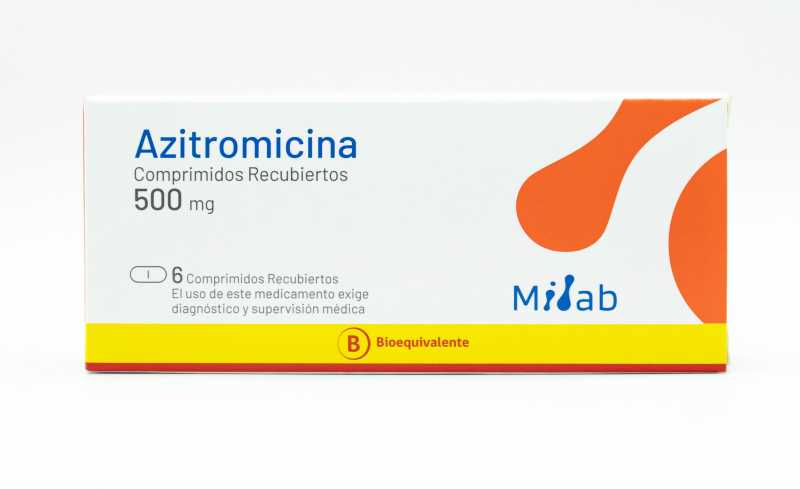 Azitromicina
Comprimidos Recubiertos
500 mg
6 Comprimidos Recubiertos
El uso de este medicamento exige
diagnóstico y supervisión médica
Milab
B Bioequivalente